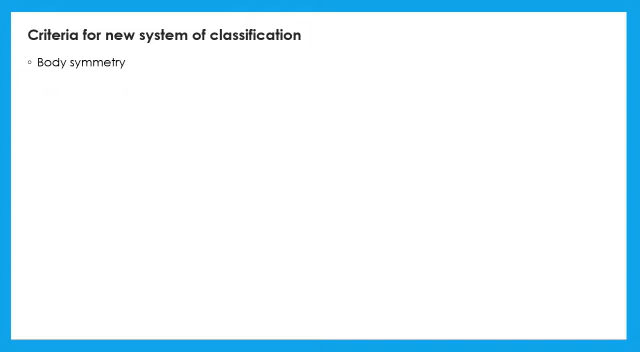 Criteria for new system of classification
◦ Body symmetry